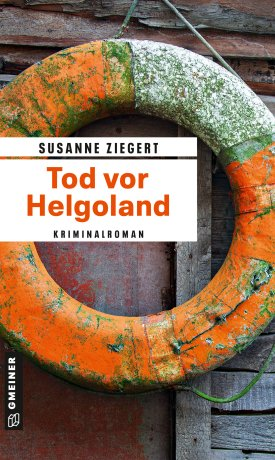 SUSANNE ZIEGERT
Tod vor
Helgoland
KRIMINALROMAN
GMEINER